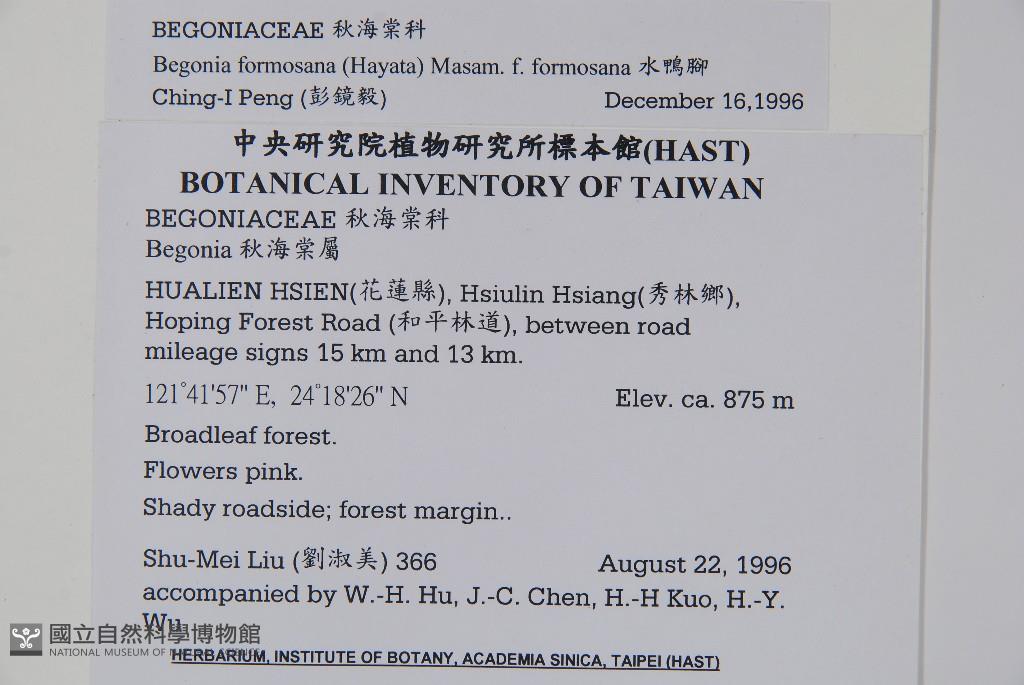 BEGONIACEAE 秋海棠科
Begonia formosana (Hayata) Masam. f. formosana 水鴨腳
Ching-I Peng (彭鏡毅) December 16,1996
中央研究院植物研究所標本館(HAST)
BOTANICAL INVENTORY OF TAIWAN
BEGONIACEAE 秋海棠科
Begonia 秋海棠屬
HUALIEN HSIEN(花蓮縣), Hsiulin Hsiang(秀林鄉),
Hoping Forest Road (和平林道), between road
mileage signs 15 km and 13 km.
121°41'57" E, 24°18'26" N Elev. ca. 875 m
Broadleaf forest.
Flowers pink.
Shady roadside; forest margin..
Shu-Mei Liu (劉淑美) 366 August 22, 1996
accompanied by W.-H. Hu, J.-C. Chen, H.-H Kuo, H.-Y.
Wu
國立自然科學博物館
NATIONAL MUSEUM OF NATURAL SCIENCE
HERBARIUM, INSTITUTE OF BOTANY, ACADEMIA SINICA, TAIPEI (HAST)